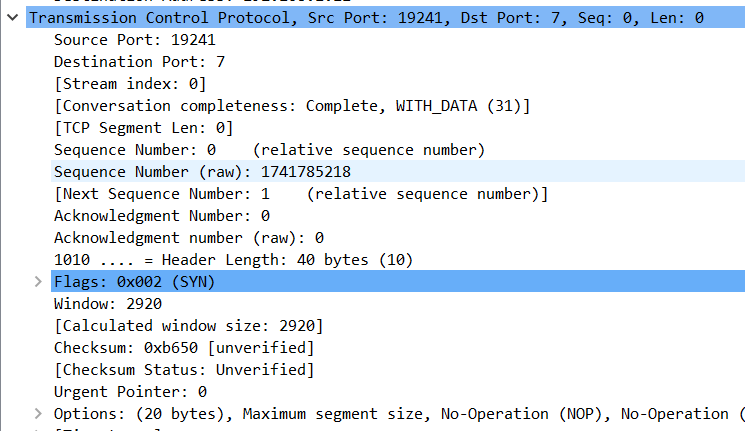 Transmission Control Protocol, Src Port: 19241, Dst Port: 7, Seq: 0, Len: 0
Source Port: 19241
Destination Port: 7
[Stream index: 0]
[Conversation completeness: Complete, WITH_DATA (31)]
[TCP Segment Len: 0]
Sequence Number: 0    (relative sequence number)
Sequence Number (raw): 1741785218
[Next Sequence Number: 1    (relative sequence number)]
Acknowledgment Number: 0
Acknowledgment number (raw): 0
1010 .... = Header Length: 40 bytes (10)
Flags: 0x002 (SYN)
Window: 2920
[Calculated window size: 2920]
Checksum: 0xb650 [unverified]
[Checksum Status: Unverified]
Urgent Pointer: 0
Options: (20 bytes), Maximum segment size, No-Operation (NOP), No-Operation (